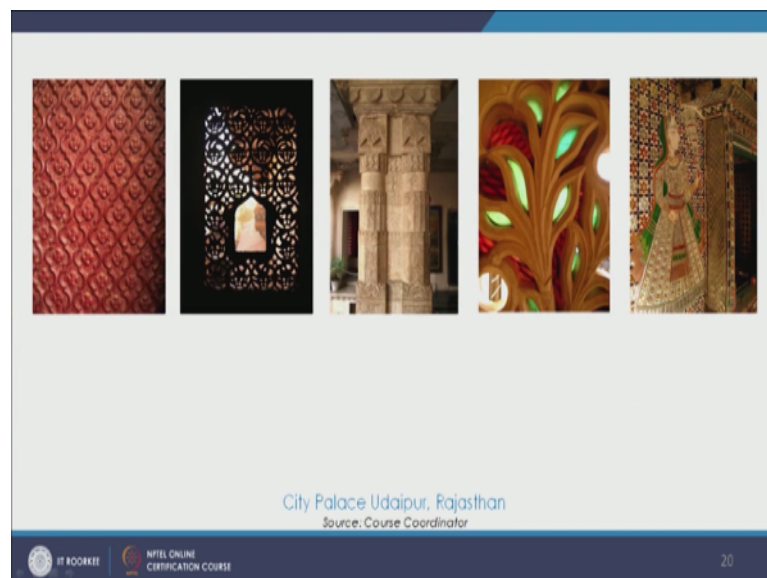 City Palace Udaipur, Rajasthan
Source: Course Coordinator
IIT ROORKEE
NPTEL ONLINE
CERTIFICATION COURSE
20